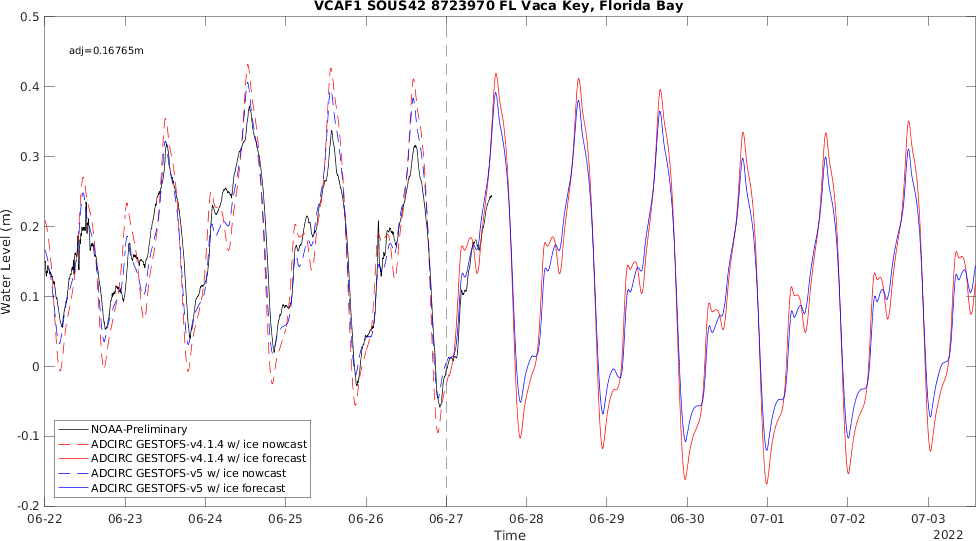 VCAF1 SOUS42 8723970 FL Vaca Key, Florida Bay
adj=0.16765m
Water Level (m)
0.5
0.4
0.3
0.2
0.1
0
-0.1
-0.2
NOAA-Preliminary
ADCIRC GESTOFS-v4.1.4 w/ ice nowcast
ADCIRC GESTOFS-v4.1.4 w/ ice forecast
ADCIRC GESTOFS-v5 w/ ice nowcast
ADCIRC GESTOFS-v5 w/ ice forecast
06-22 06-23 06-24 06-25 06-26 06-27 06-28 06-29 06-30 07-01 07-02 07-03
Time
2022